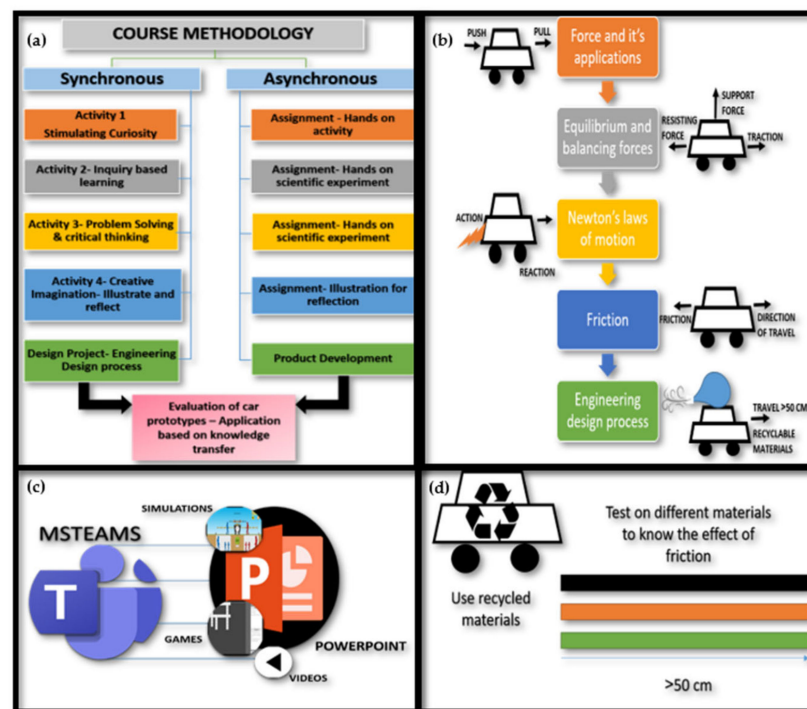 (a)
COURSE METHODOLOGY
Synchronous
Asynchronous
Activity 1
Stimulating Curiosity
Assignment - Hands on
activity
Activity 2- Inquiry based
learning
Assignment- Hands on
scientific experiment
Activity 3- Problem Solving
& critical thinking
Assignment- Hands on
scientific experiment
Activity 4- Creative
Imagination- Illustrate and
reflect
Assignment- Illustration for
reflection
Design Project- Engineering
Design process
Product Development
Evaluation of car
prototypes – Application
based on knowledge
transfer
(b)
PUSH
PULL
Force and it's
applications
Equilibrium and
balancing forces
SUPPORT
FORCE
RESISTING
FORCE
TRACTION
ACTION
REACTION
Newton's laws
of motion
Friction
FRICTION
DIRECTION
OF TRAVEL
Engineering
design process
TRAVEL >50 CM
RECYCLABLE
MATERIALS
(c)
MSTEAMS
T
SIMULATIONS
P
GAMES
POWERPOINT
VIDEOS
(d)
Use recycled
materials
Test on different materials
to know the effect of
friction
>50 cm